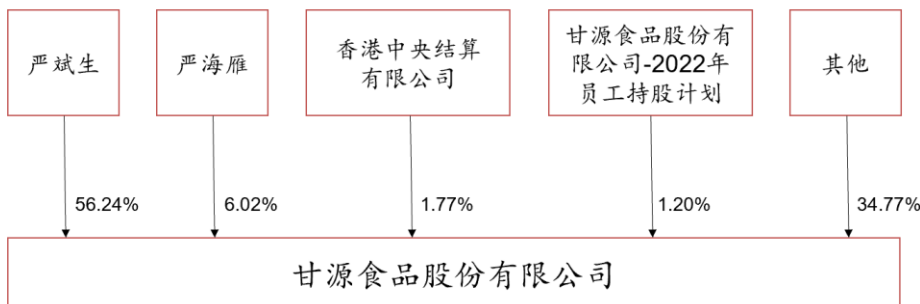 严斌生
严海雁
香港中央结算
有限公司
甘源食品股份有
限公司-2022年
员工持股计划
其他
56.24%
6.02%
1.77%
1.20%
34.77%
甘源食品股份有限公司